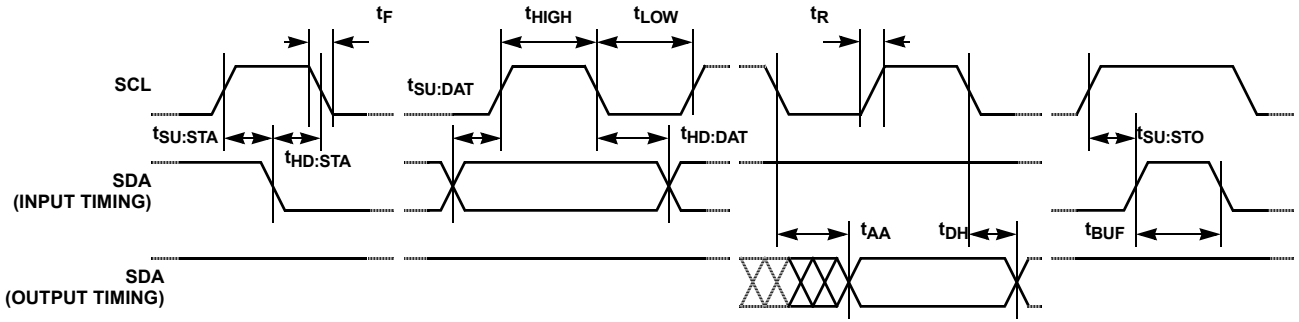 tF
tHIGH
tLOW
tR
SCL
tSU:DAT
tSU:STA
tHD:STA
tHD:DAT
tSU:STO
SDA
(INPUT TIMING)
tAA
tDH
tBUF
SDA
(OUTPUT TIMING)